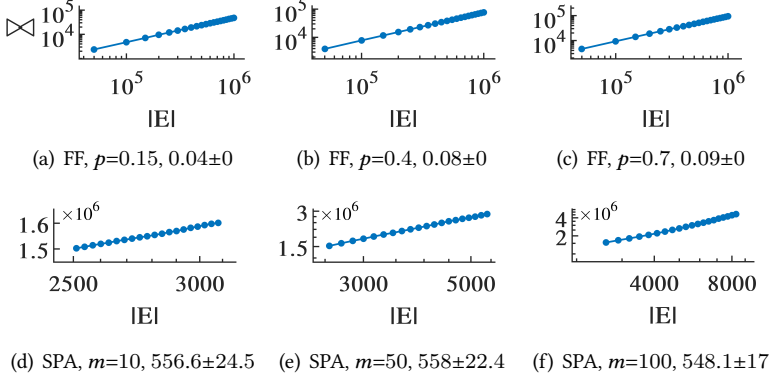 10^5 10^5 10^5
⋈ 10^4 10^4 10^4
10^5 10^6 10^5 10^6 10^5 10^6
|E| |E| |E|
(a) FF, p=0.15, 0.04±0 (b) FF, p=0.4, 0.08±0 (c) FF, p=0.7, 0.09±0
1.6 ×10^6 3 ×10^6 4 ×10^6
1.5 1.5 2
2500 3000 3000 5000 4000 8000
|E| |E| |E|
(d) SPA, m=10, 556.6±24.5 (e) SPA, m=50, 558±22.4 (f) SPA, m=100, 548.1±17